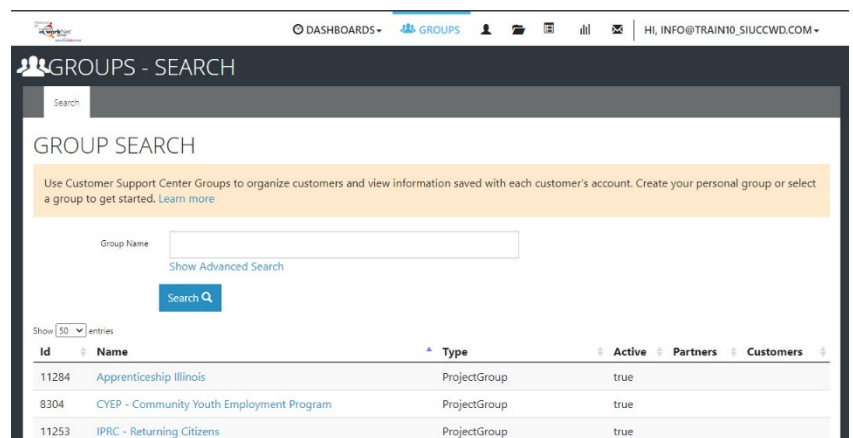 workNet
DASHBOARDS GROUPS HI, INFO@TRAIN10_SIUCCWD.COM
GROUPS - SEARCH
Search
GROUP SEARCH
Use Customer Support Center Groups to organize customers and view information saved with each customer's account. Create your personal group or select
a group to get started. Learn more
Group Name
Show Advanced Search
Search
Show 50 entries
Id Name Type Active Partners Customers
11284 Apprenticeship Illinois ProjectGroup true
8304 CYEP - Community Youth Employment Program ProjectGroup true
11253 IPRC - Returning Citizens ProjectGroup true